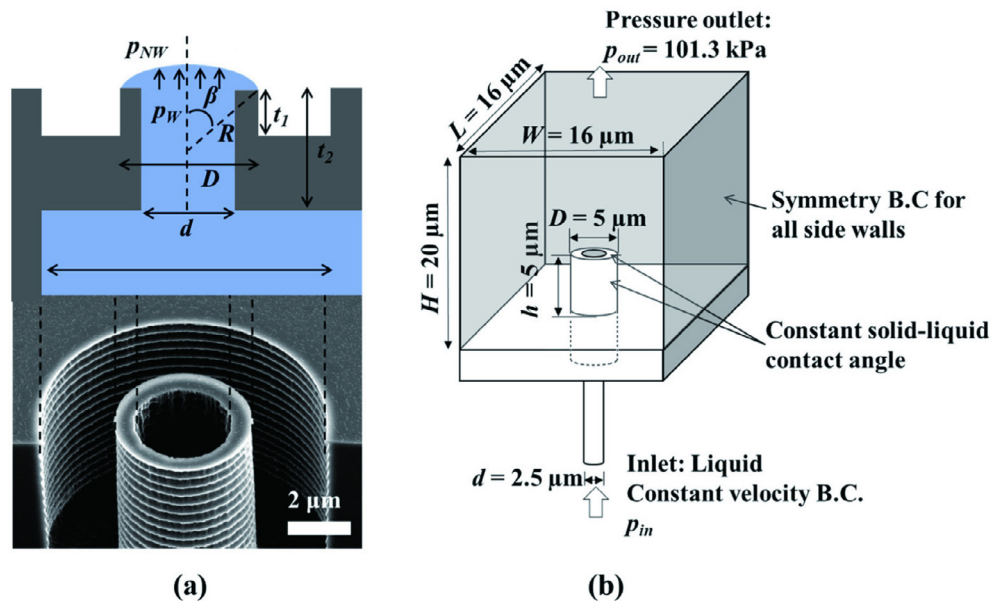 p_NW
β
p_W
t_1
R
t_2
D
d
2 µm
(a)
Pressure outlet:
p_out = 101.3 kPa
L = 16 µm
W = 16 µm
D = 5 µm
H = 20 µm
h = 5 µm
Symmetry B.C for
all side walls
Constant solid-liquid
contact angle
d = 2.5 µm
Inlet: Liquid
Constant velocity B.C.
p_in
(b)